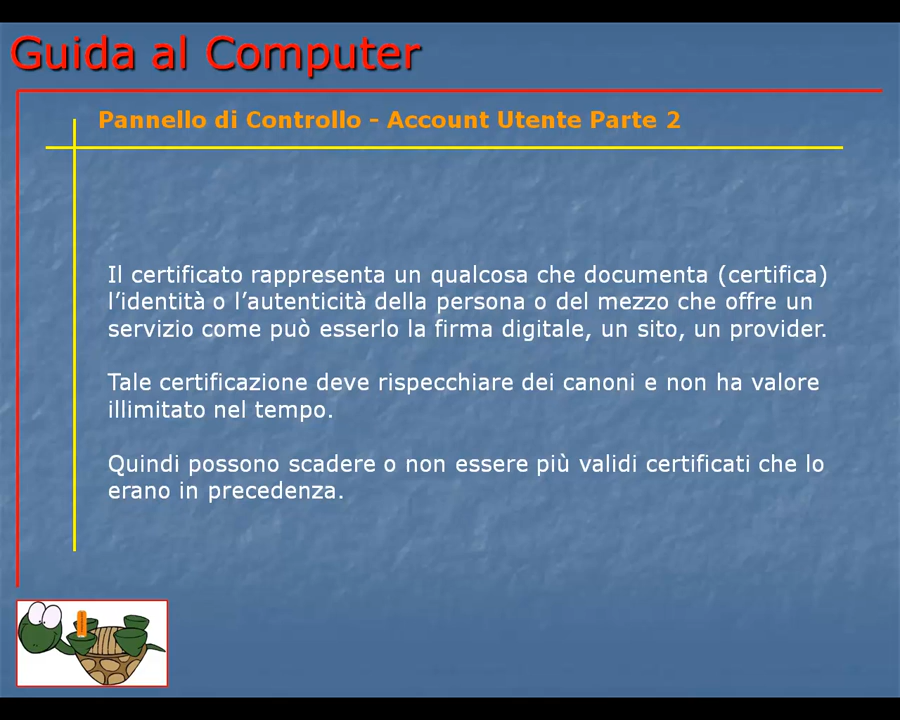 Guida al Computer
Pannello di Controllo - Account Utente Parte 2
Il certificato rappresenta un qualcosa che documenta (certifica)
l’identità o l’autenticità della persona o del mezzo che offre un
servizio come può esserlo la firma digitale, un sito, un provider.
Tale certificazione deve rispecchiare dei canoni e non ha valore
illimitato nel tempo.
Quindi possono scadere o non essere più validi certificati che lo
erano in precedenza.